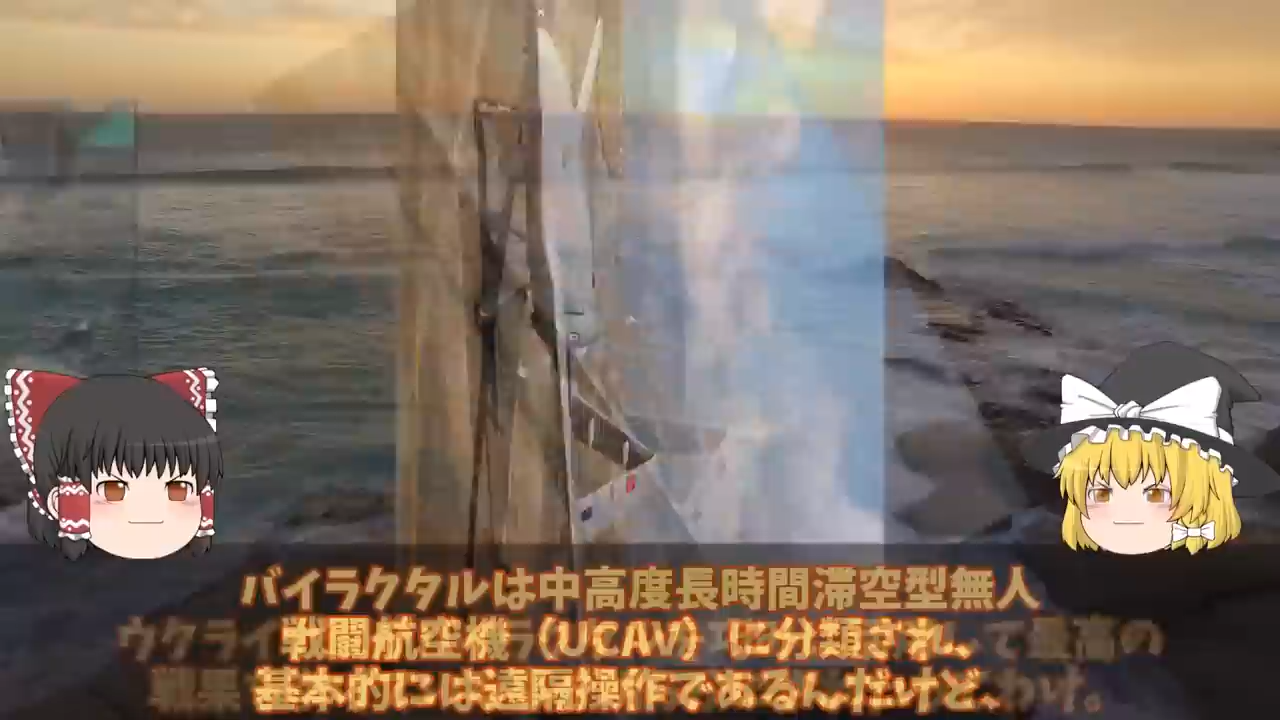 バイラクタルは中高度長時間滞空型無人
戦闘航空機（UCAV）に分類され、
基本的には遠隔操作であるんだけど、
ウクライ
て最高の
戦果
わけ。